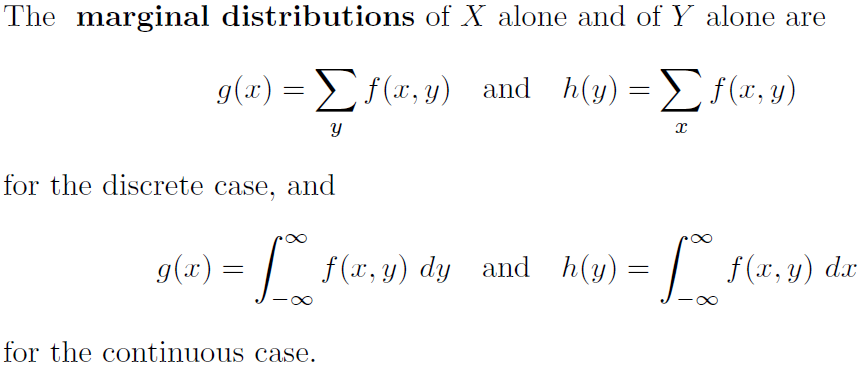 The marginal distributions of X alone and of Y alone are
g(x) = ∑_y f(x, y) and h(y) = ∑_x f(x, y)
for the discrete case, and
g(x) = ∫_{-∞}^{∞} f(x, y) dy and h(y) = ∫_{-∞}^{∞} f(x, y) dx
for the continuous case.